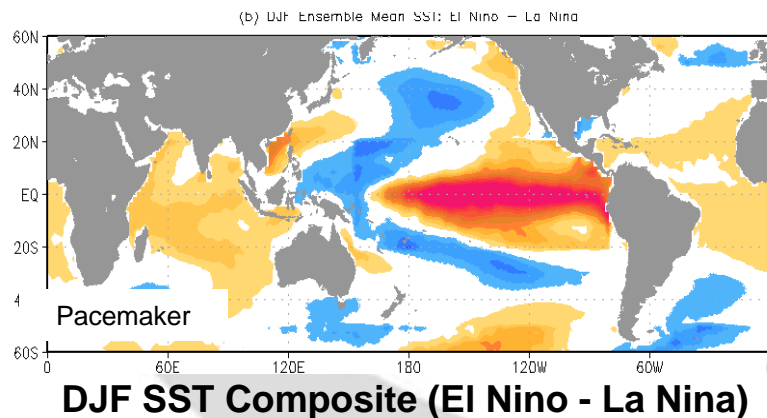 (b) DJF Ensemble Mean SST: El Nino – La Nina
60N
40N
20N
EQ
20S
4
Pacemaker
60S
0 60E 120E 180 120W 60W
DJF SST Composite (El Nino - La Nina)